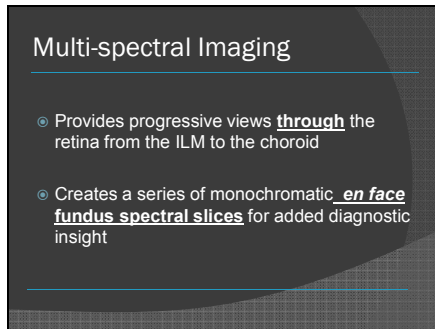 Multi-spectral Imaging
Provides progressive views through the
retina from the ILM to the choroid
Creates a series of monochromatic en face
fundus spectral slices for added diagnostic
insight